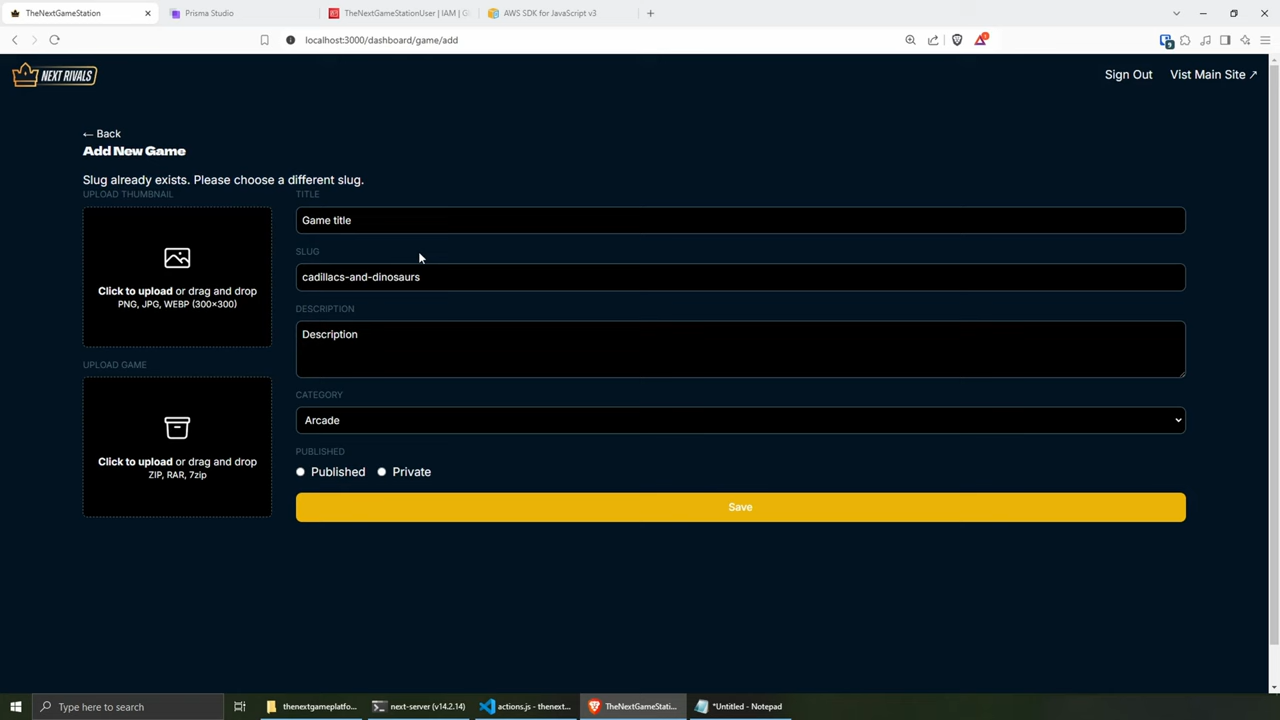 TheNextGameStation
Prisma Studio
TheNextGameStationUser | IAM | Gl
AWS SDK for JavaScript v3
localhost:3000/dashboard/game/add
NEXT RIVALS
Sign Out
Vist Main Site ↗
← Back
Add New Game
Slug already exists. Please choose a different slug.
UPLOAD THUMBNAIL
Click to upload or drag and drop
PNG, JPG, WEBP (300×300)
UPLOAD GAME
Click to upload or drag and drop
ZIP, RAR, 7zip
TITLE
Game title
SLUG
cadillacs-and-dinosaurs
DESCRIPTION
Description
CATEGORY
Arcade
PUBLISHED
Published
Private
Save
Type here to search
thenextgameplatfo...
next-server (v14.2.14)
actions.js - thenext...
TheNextGameStati...
*Untitled - Notepad